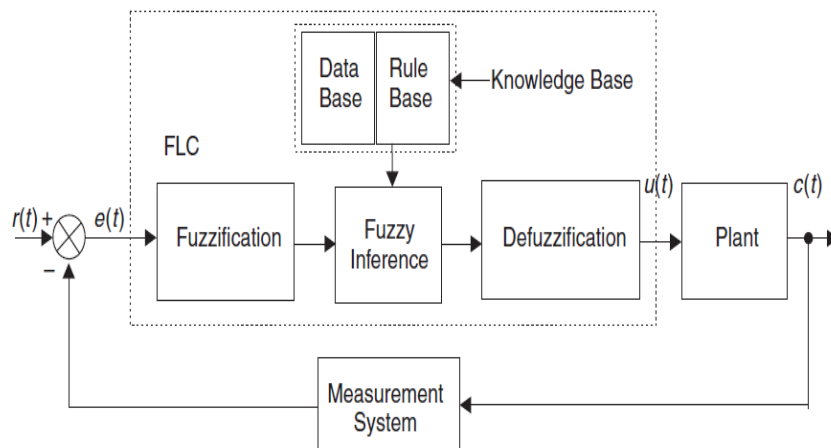 Data
Base
Rule
Base
Knowledge Base
FLC
r(t) +
e(t)
−
Fuzzification
Fuzzy
Inference
Defuzzification
u(t)
Plant
c(t)
Measurement
System